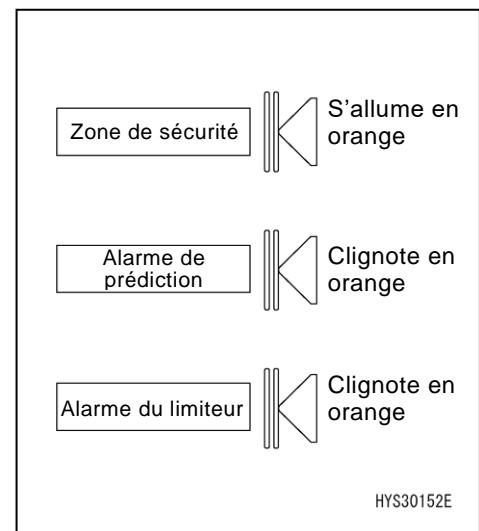 Zone de sécurité
S'allume en
orange
Alarme de
prédiction
Clignote en
orange
Alarme du limiteur
Clignote en
orange
HYS30152E